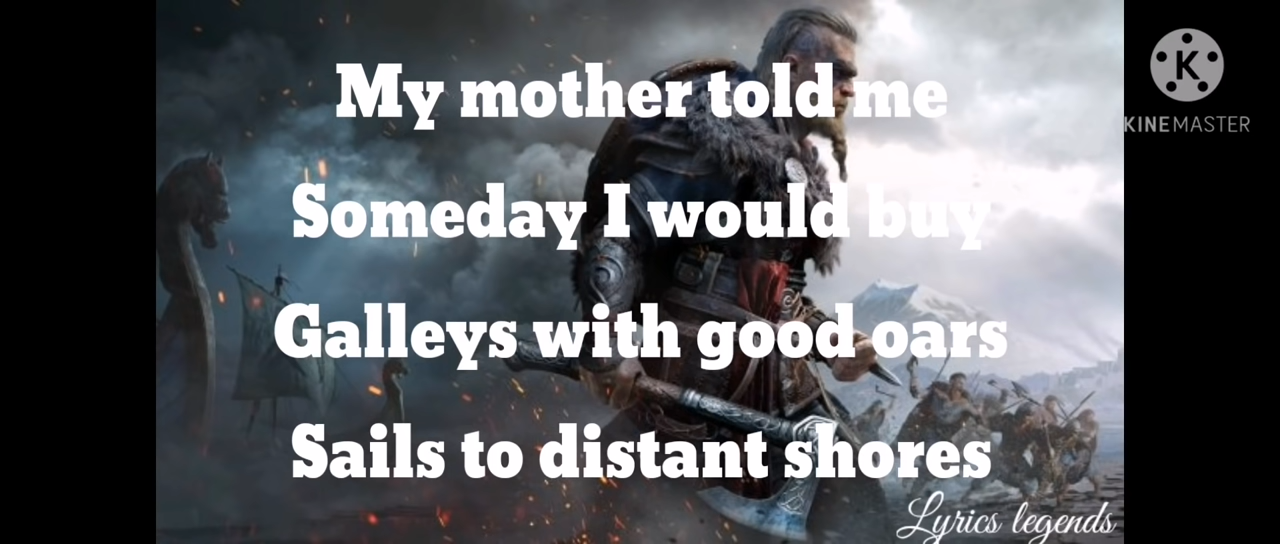 My mother told me
Someday I would buy
Galleys with good oars
Sails to distant shores
K
KINEMASTER
Lyrics legends